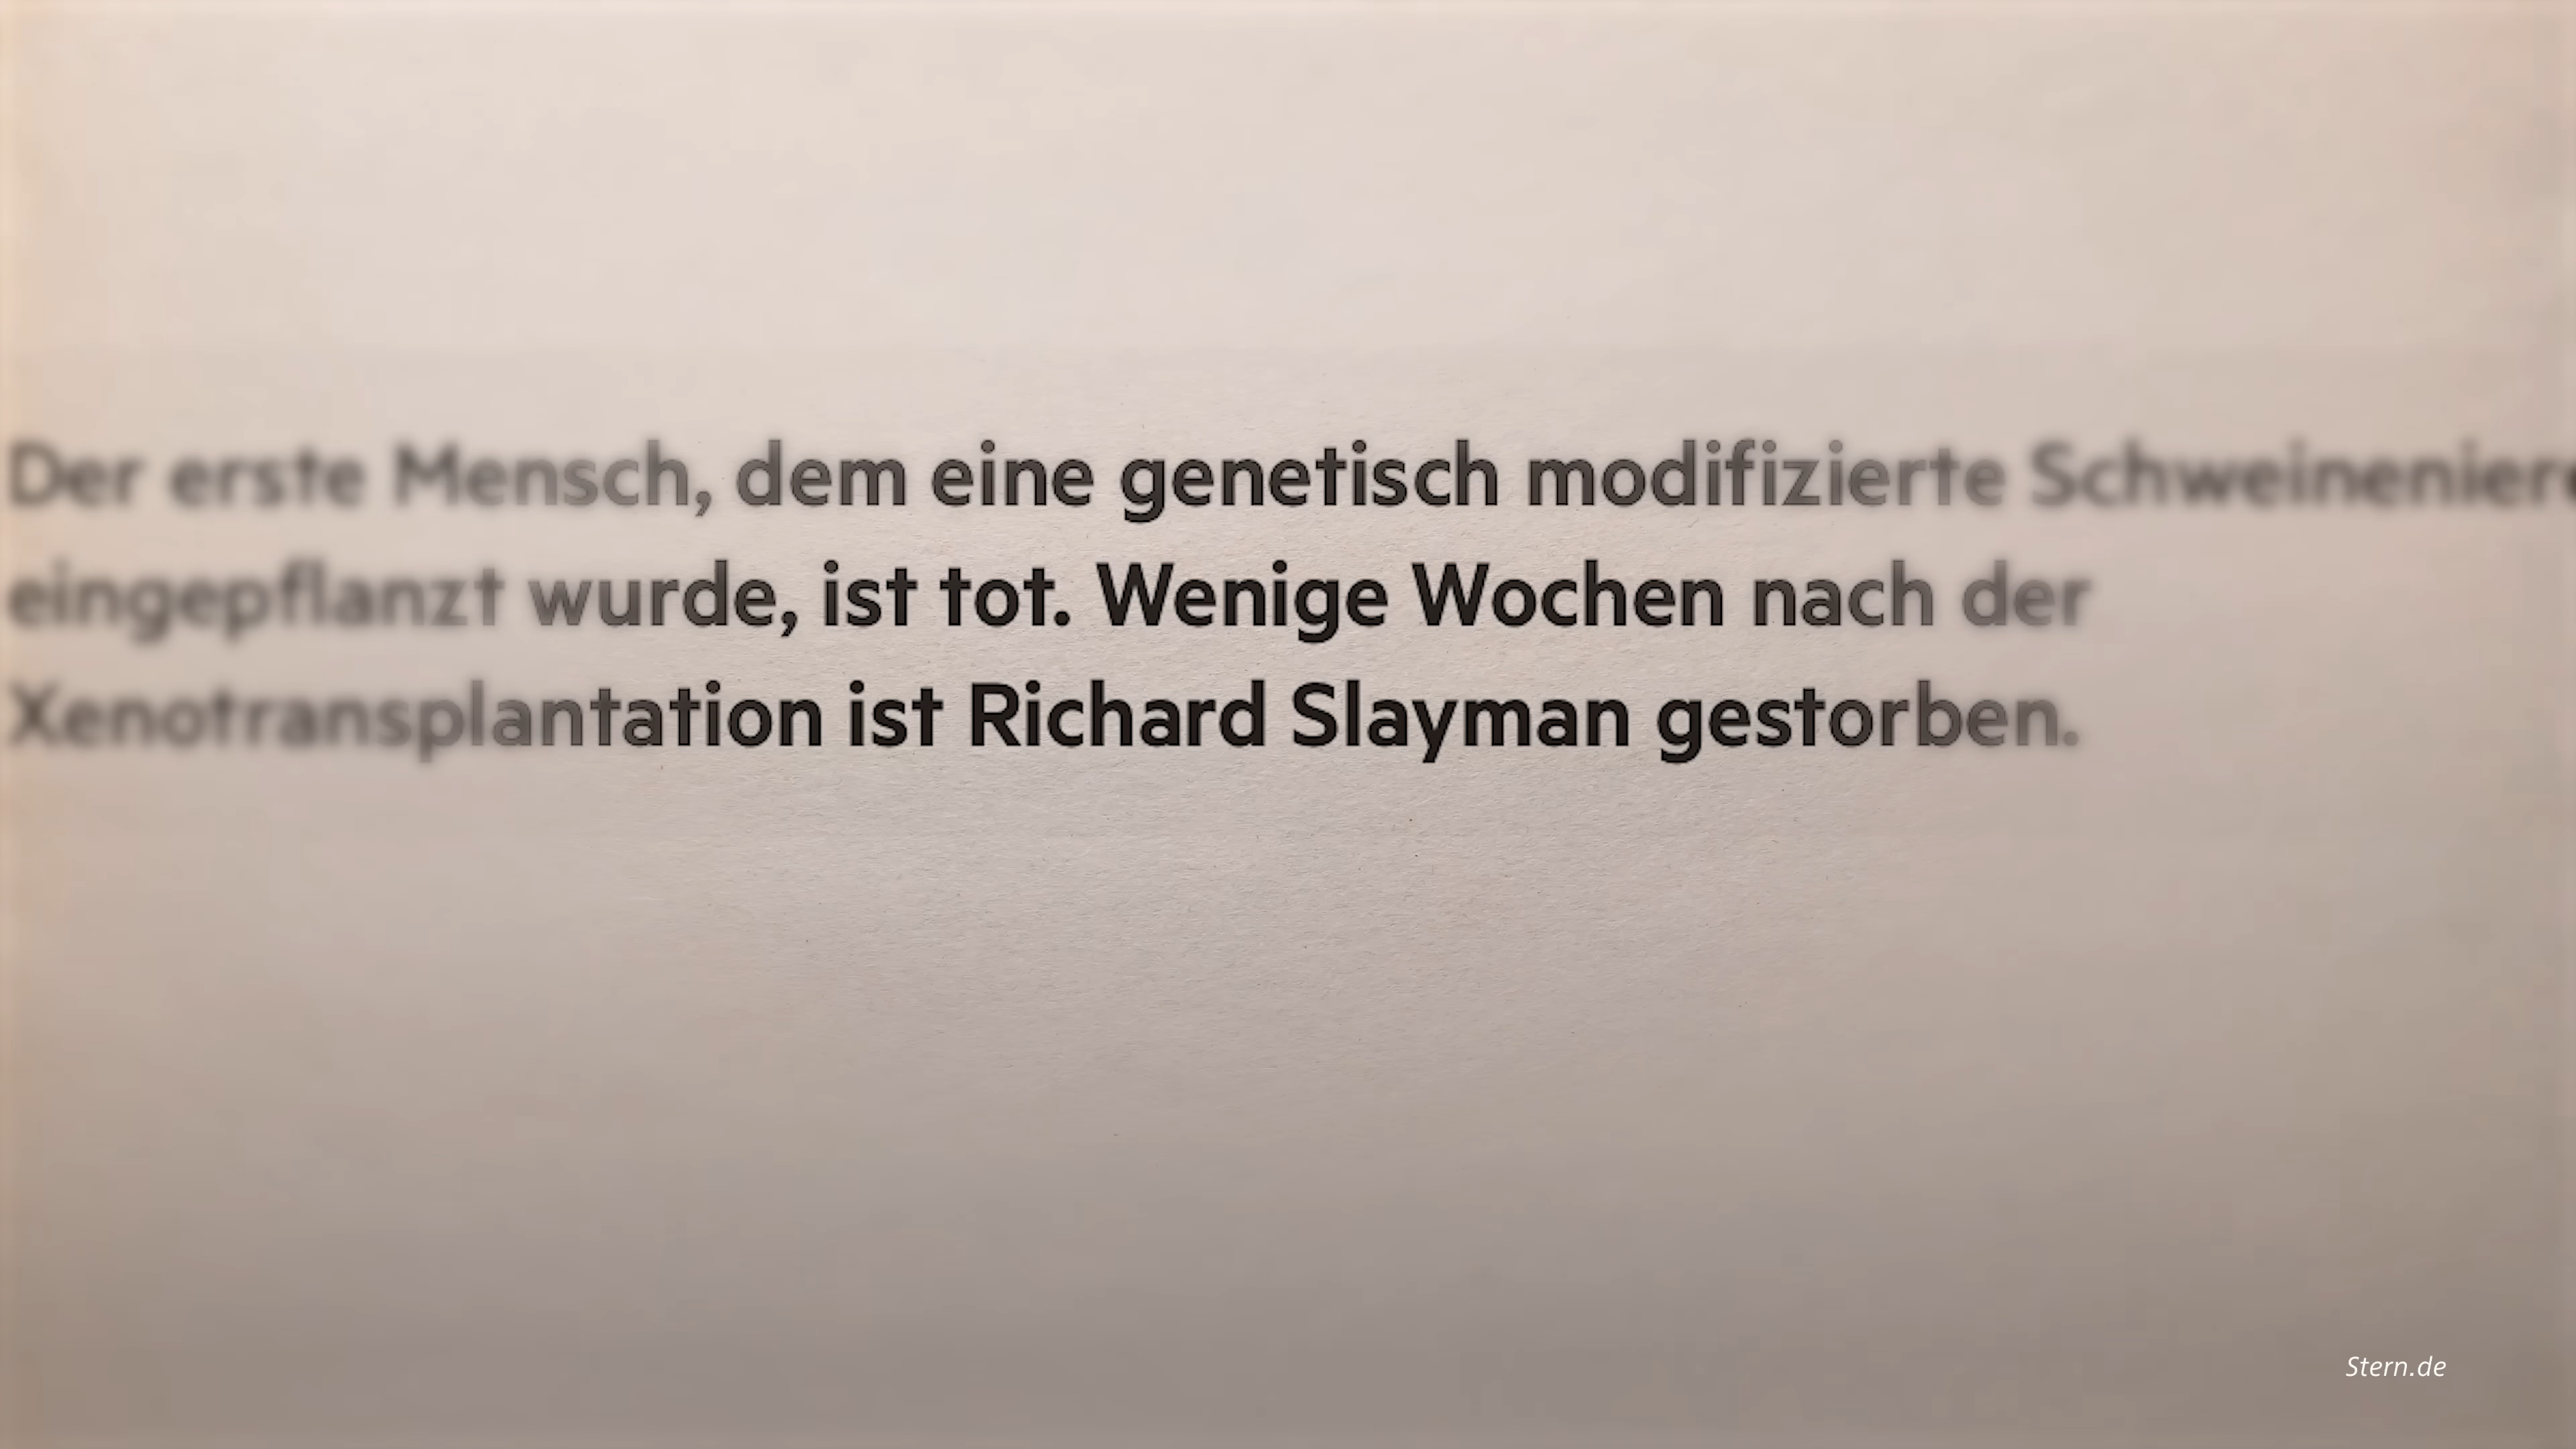 Der erste Mensch, dem eine genetisch modifizierte Schweineniere
eingepflanzt wurde, ist tot. Wenige Wochen nach der
Xenotransplantation ist Richard Slayman gestorben.
Stern.de